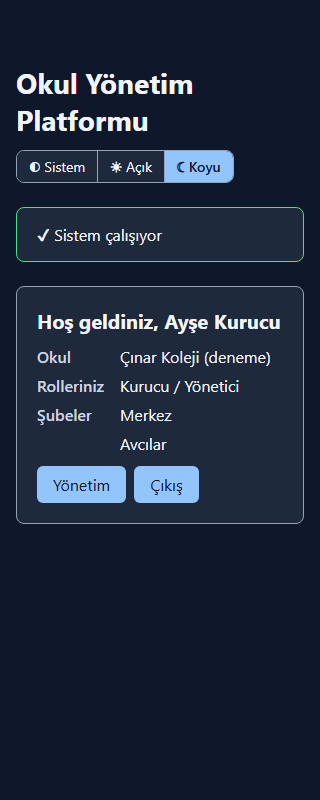 Okul Yönetim
Platformu
◐ Sistem ☀ Açık ☾ Koyu
✓ Sistem çalışıyor
Hoş geldiniz, Ayşe Kurucu
Okul Çınar Koleji (deneme)
Rolleriniz Kurucu / Yönetici
Şubeler Merkez
Avcılar
Yönetim Çıkış